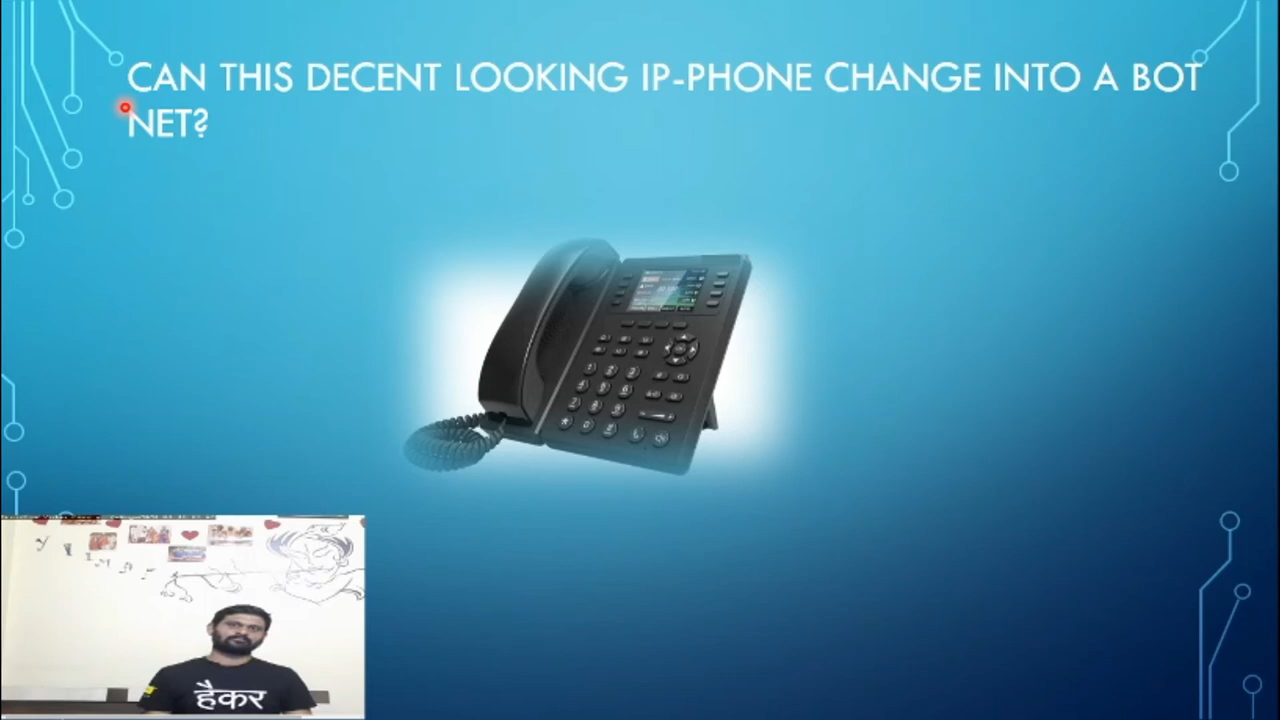 CAN THIS DECENT LOOKING IP-PHONE CHANGE INTO A BOT
NET?
हैकर